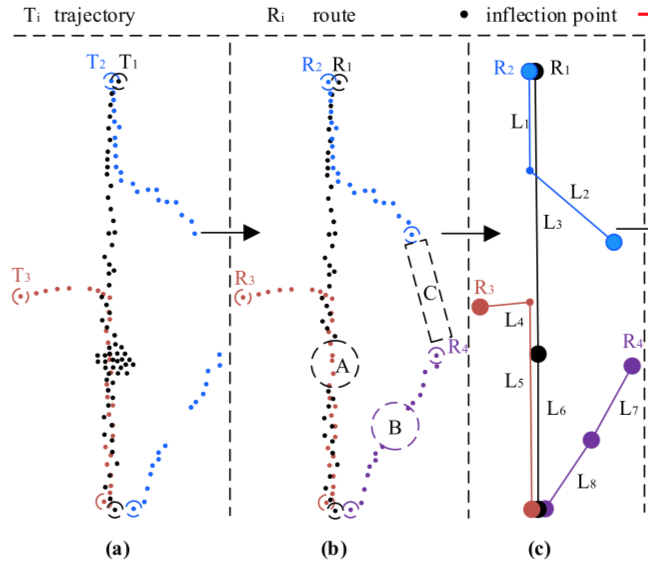 Ti trajectory Ri route inflection point
T2 T1 R2 R1 R2 R1
L1
L2
L3
T3 R3 R3
C
L4
R4 R4
A
L5 L6 L7
B
L8
(a) (b) (c)